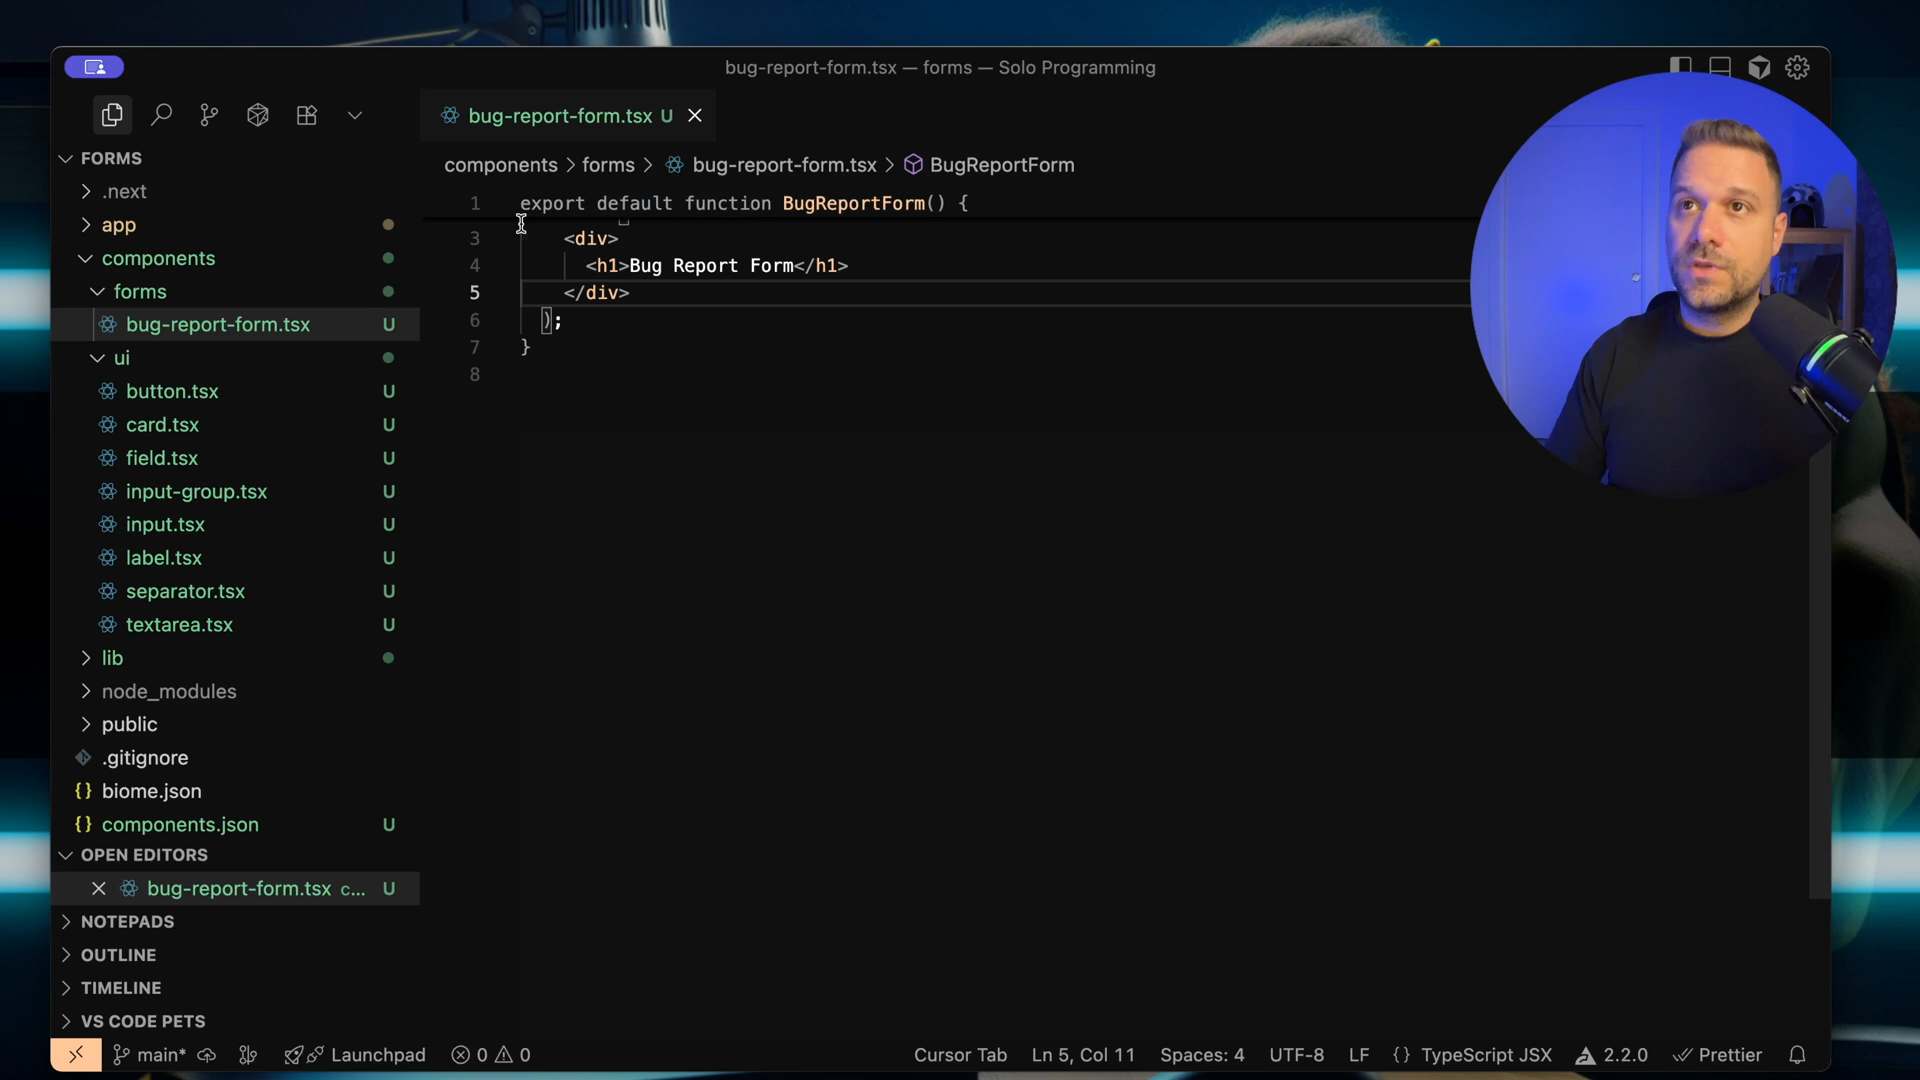 bug-report-form.tsx — forms — Solo Programming
bug-report-form.tsx U
FORMS
components > forms > bug-report-form.tsx > BugReportForm
.next
app
components
forms
bug-report-form.tsx U
ui
button.tsx U
card.tsx U
field.tsx U
input-group.tsx U
input.tsx U
label.tsx U
separator.tsx U
textarea.tsx U
lib
node_modules
public
.gitignore
{} biome.json
{} components.json U
OPEN EDITORS
bug-report-form.tsx c... U
NOTEPADS
OUTLINE
TIMELINE
VS CODE PETS
1 export default function BugReportForm() {
3 <div>
4 <h1>Bug Report Form</h1>
5 </div>
6 );
7 }
8
main* Launchpad 0 0 Cursor Tab Ln 5, Col 11 Spaces: 4 UTF-8 LF {} TypeScript JSX 2.2.0 Prettier